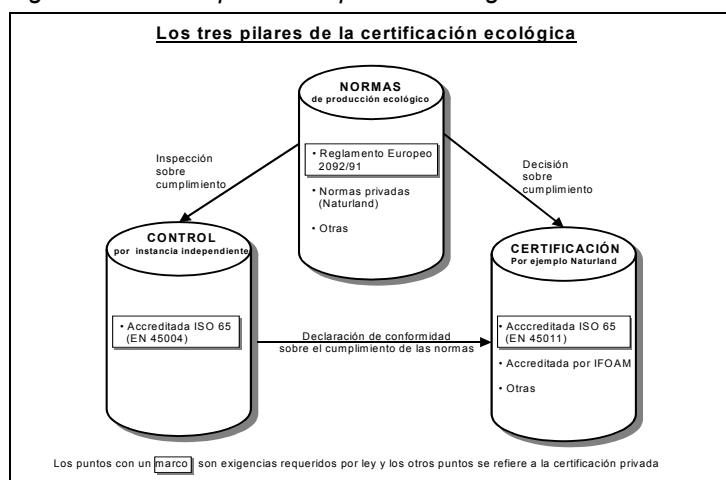 Los tres pilares de la certificación ecológica
NORMAS
de producción ecológico
• Reglamento Europeo
2092/91
• Normas privadas
(Naturland)
• Otras
Inspección
sobre
cumplimiento
Decisión
sobre
cumplimiento
CONTROL
por instancia independiente
• Accreditada ISO 65
(EN 45004)
Declaración de conformidad
sobre el cumplimiento de las normas
CERTIFICACIÓN
Por ejemplo Naturland
• Acccreditada ISO 65
(EN 45011)
• Accreditada por IFOAM
• Otras
Los puntos con un marco son exigencias requeridos por ley y los otros puntos se refiere a la certificación privada